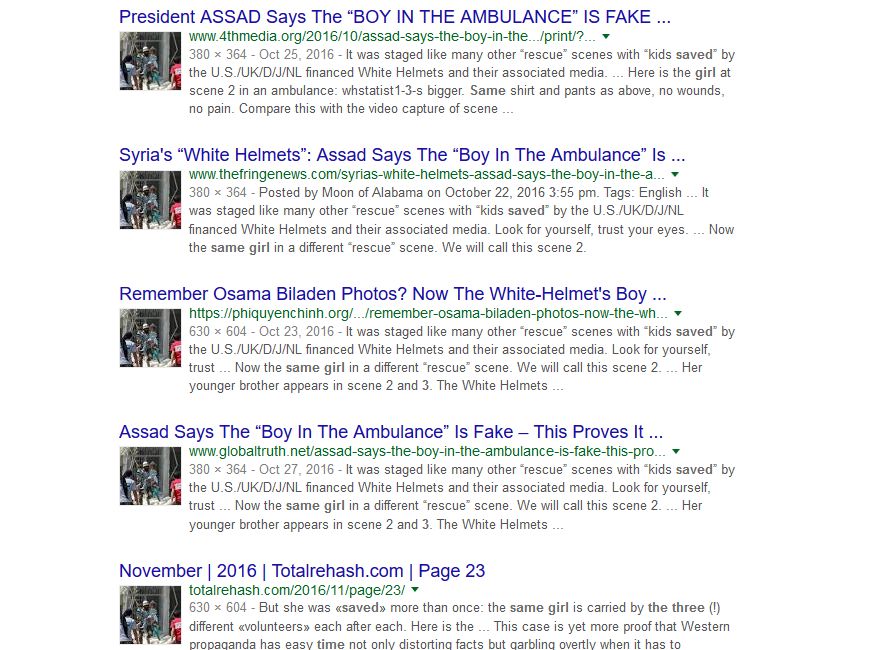 President ASSAD Says The “BOY IN THE AMBULANCE” IS FAKE ...
www.4thmedia.org/2016/10/assad-says-the-boy-in-the.../print/?...
380 × 364 - Oct 25, 2016 - It was staged like many other “rescue” scenes with “kids saved” by
the U.S./UK/D/J/NL financed White Helmets and their associated media. ... Here is the girl at
scene 2 in an ambulance: whstatist1-3-s bigger. Same shirt and pants as above, no wounds,
no pain. Compare this with the video capture of scene ...
Syria's “White Helmets”: Assad Says The “Boy In The Ambulance” Is ...
www.thefringenews.com/syrias-white-helmets-assad-says-the-boy-in-the-a...
380 × 364 - Posted by Moon of Alabama on October 22, 2016 3:55 pm. Tags: English ... It
was staged like many other “rescue” scenes with “kids saved” by the U.S./UK/D/J/NL
financed White Helmets and their associated media. Look for yourself, trust your eyes. ... Now
the same girl in a different “rescue” scene. We will call this scene 2.
Remember Osama Biladen Photos? Now The White-Helmet's Boy ...
https://phiquyenchinh.org/.../remember-osama-biladen-photos-now-the-wh...
630 × 604 - Oct 23, 2016 - It was staged like many other “rescue” scenes with “kids saved” by
the U.S./UK/D/J/NL financed White Helmets and their associated media. Look for yourself,
trust ... Now the same girl in a different “rescue” scene. We will call this scene 2. ... Her
younger brother appears in scene 2 and 3. The White Helmets ...
Assad Says The “Boy In The Ambulance” Is Fake – This Proves It ...
www.globaltruth.net/assad-says-the-boy-in-the-ambulance-is-fake-this-pro...
380 × 364 - Oct 27, 2016 - It was staged like many other “rescue” scenes with “kids saved” by
the U.S./UK/D/J/NL financed White Helmets and their associated media. Look for yourself,
trust ... Now the same girl in a different “rescue” scene. We will call this scene 2. ... Her
younger brother appears in scene 2 and 3. The White Helmets ...
November | 2016 | Totalrehash.com | Page 23
totalrehash.com/2016/11/page/23/
630 × 604 - But she was «saved» more than once: the same girl is carried by the three (!)
different «volunteers» each after each. Here is the ... This case is yet more proof that Western
propaganda has easy time not only distorting facts but garbling overtly when it has to